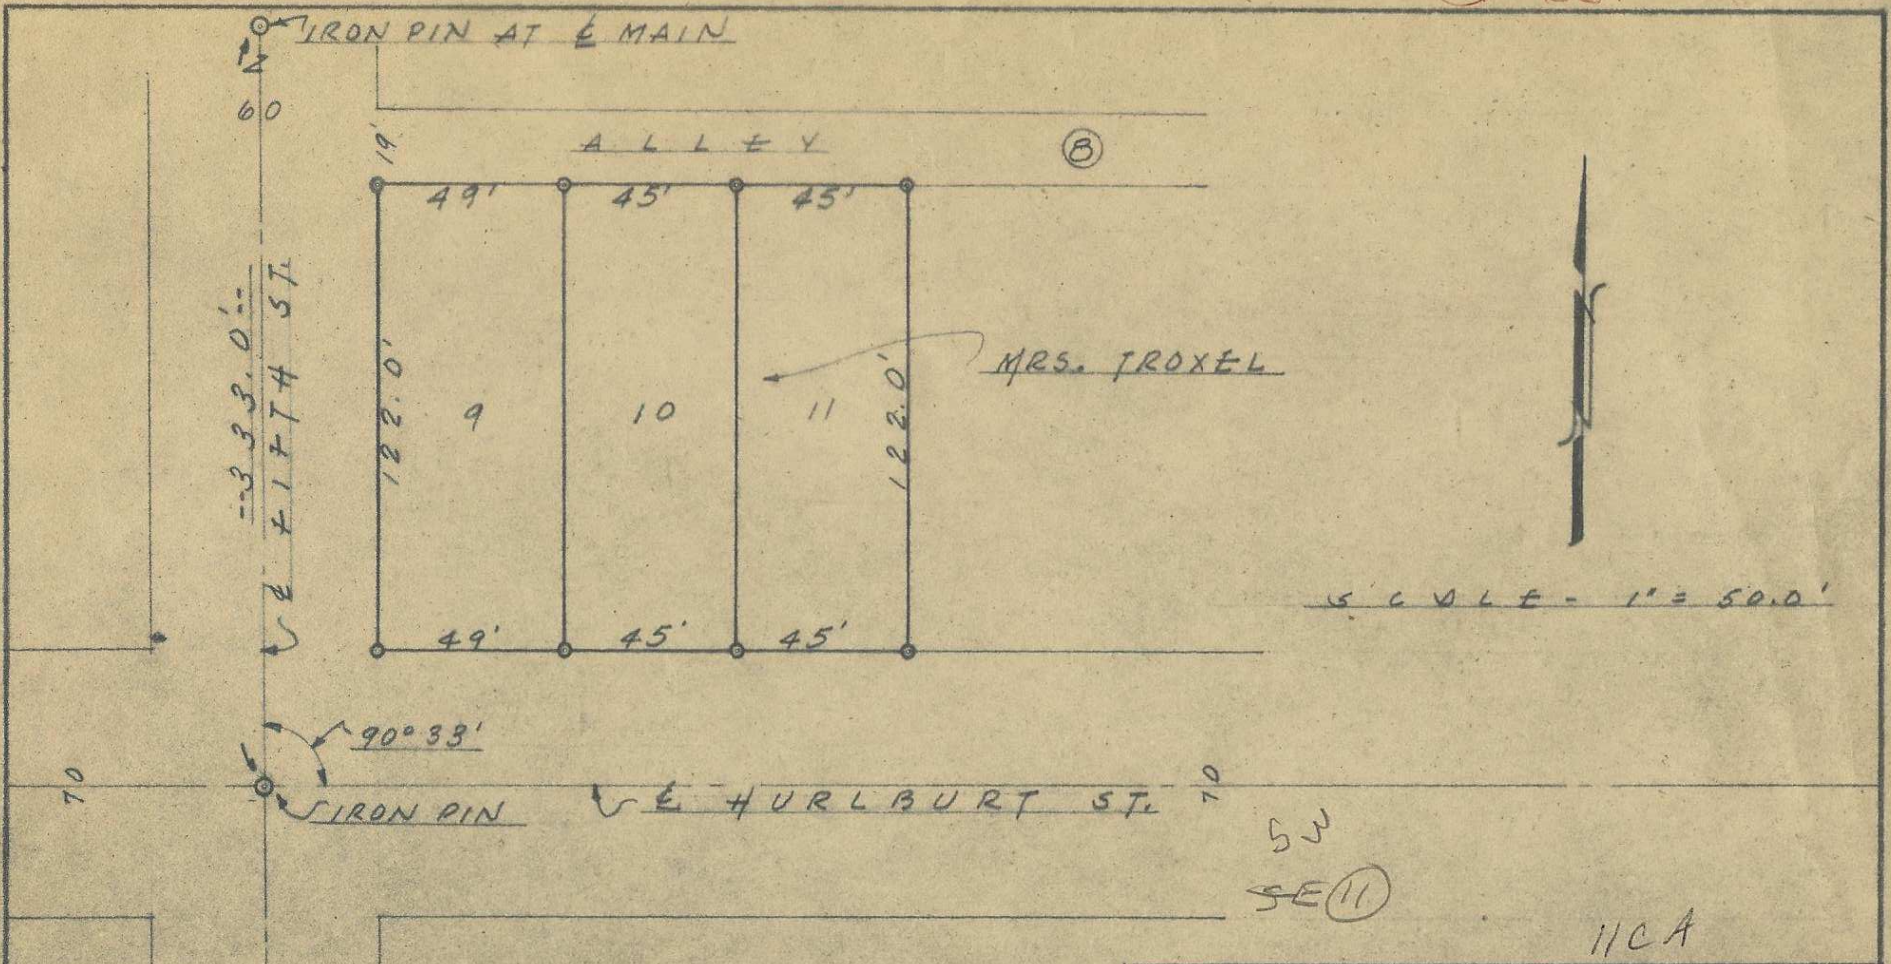 IRON PIN AT ℄ MAIN
60
19'
ALLEY
8
49' 45' 45'
--333.0'--
℄ FIFTH ST.
122.0'
9 10 11
122.0'
MRS. TROXEL
N
SCALE - 1" = 50.0'
49' 45' 45'
90° 33'
70
IRON PIN
℄ HURLBURT ST.
70
SW
SE 11
11CA